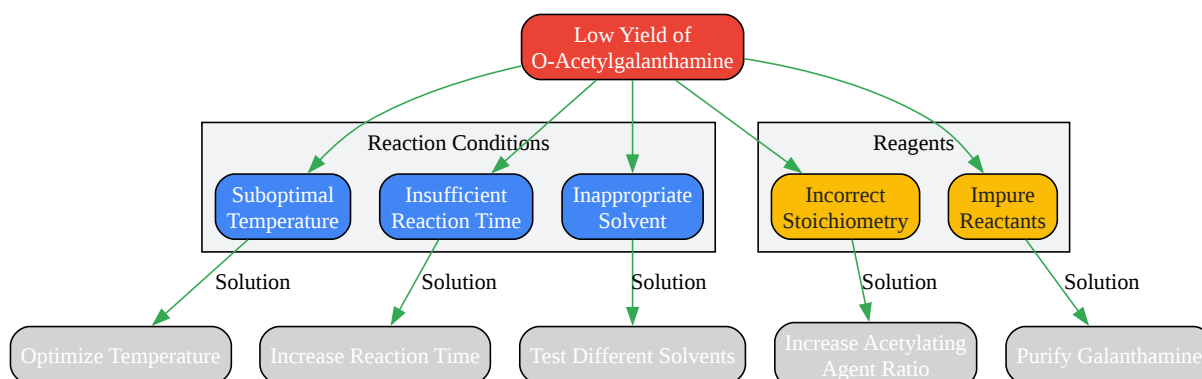 Low Yield of
O-Acetylgalanthamine
Reaction Conditions
Reagents
Suboptimal
Temperature
Insufficient
Reaction Time
Inappropriate
Solvent
Incorrect
Stoichiometry
Impure
Reactants
Solution
Solution
Solution
Solution
Solution
Optimize Temperature
Increase Reaction Time
Test Different Solvents
Increase Acetylating
Agent Ratio
Purify Galanthamine